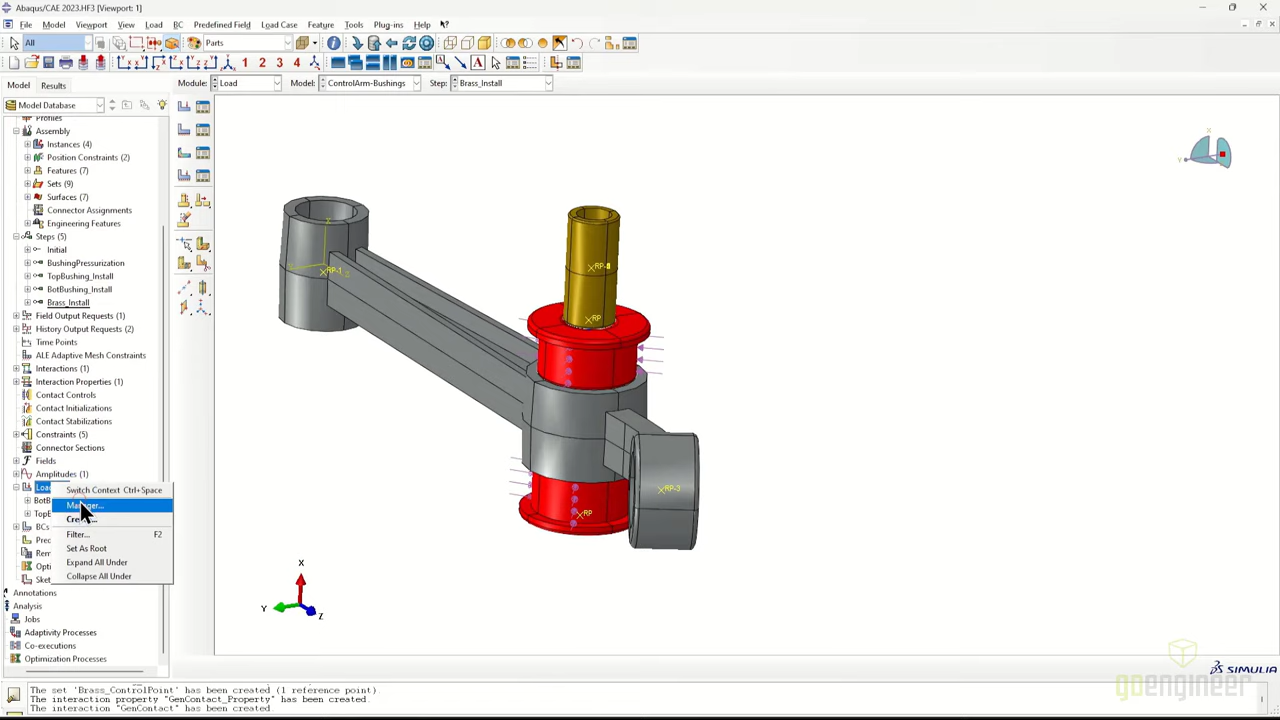 Abaqus/CAE 2023.HF3 [Viewport: 1]
File Model Viewport View Load BC Predefined Field Load Case Feature Tools Plug-ins Help
All Parts
1 2 3 4 A
Model Results Module: Load Model: ControlArm-Bushings Step: Brass_Install
Model Database
Profiles
Assembly
Instances (4)
Position Constraints (2)
Features (7)
Sets (9)
Surfaces (7)
Connector Assignments
Engineering Features
Steps (5)
Initial
BushingPressurization
TopBushing_Install
BotBushing_Install
Brass_Install
Field Output Requests (1)
History Output Requests (2)
Time Points
ALE Adaptive Mesh Constraints
Interactions (1)
Interaction Properties (1)
Contact Controls
Contact Initializations
Contact Stabilizations
Constraints (5)
Connector Sections
Fields
Amplitudes (1)
Switch Context Ctrl+Space
Filter... F2
Set As Root
Expand All Under
Collapse All Under
BCs
Annotations
Analysis
Jobs
Adaptivity Processes
Co-executions
Optimization Processes
X
RP-1
RP
RP-3
RP
X
Y
Z
X
Y
SIMULIA
goengineer
The set 'Brass_ControlPoint' has been created (1 reference point).
The interaction property "GenContact_Property" has been created.
The interaction "GenContact" has been created.